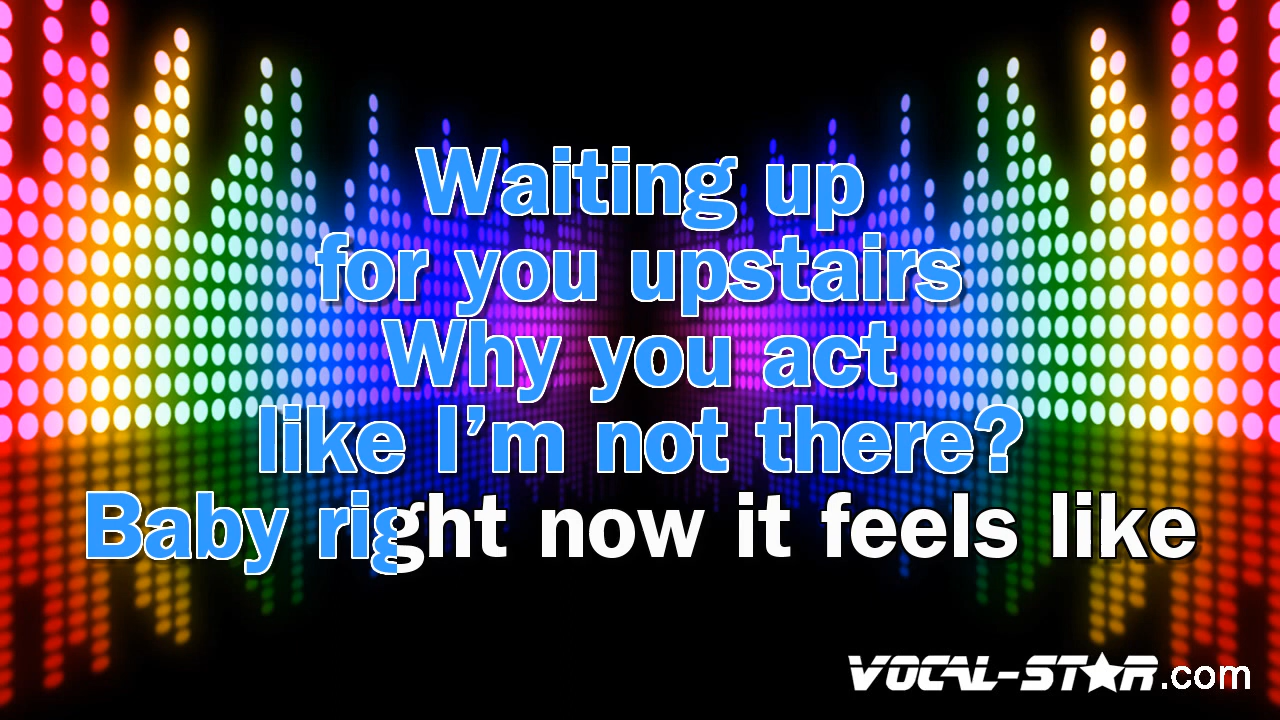 Waiting up
for you upstairs
Why you act
like I'm not there?
Baby right now it feels like
VOCAL-STAR.com